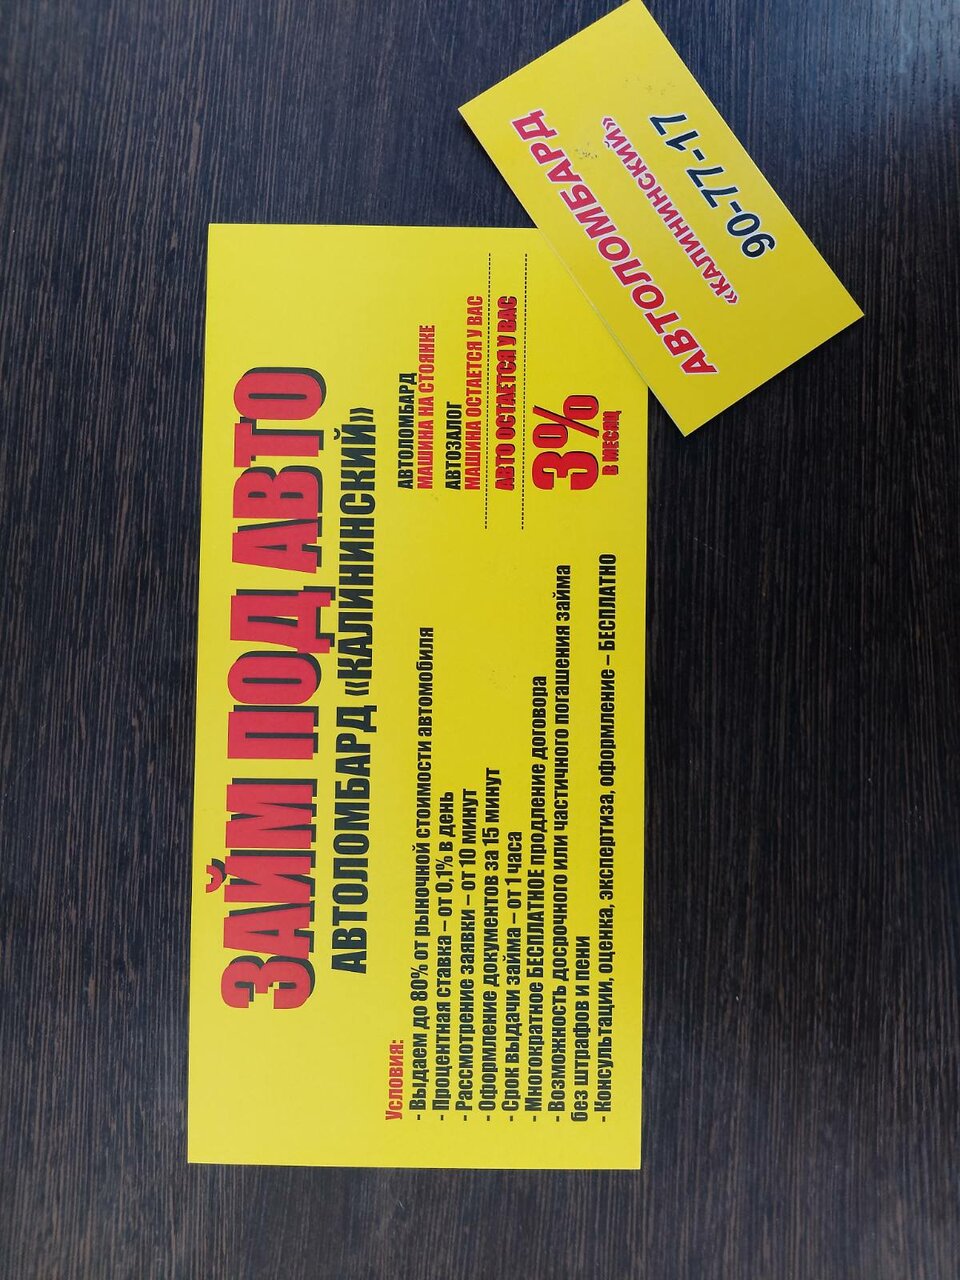 ЗАЙМ ПОД АВТО
АВТОЛОМБАРД «КАЛИНИНСКИЙ»
Условия:
- Выдаем до 80% от рыночной стоимости автомобиля
- Процентная ставка – от 0,1% в день
- Рассмотрение заявки – от 10 минут
- Оформление документов за 15 минут
- Срок выдачи займа – от 1 часа
- Многократное БЕСПЛАТНОЕ продление договора
- Возможность досрочного или частичного погашения займа
без штрафов и пени
- Консультации, оценка, экспертиза, оформление – БЕСПЛАТНО
АВТОЛОМБАРД
МАШИНА НА СТОЯНКЕ
АВТОЗАЛОГ
МАШИНА ОСТАЕТСЯ У ВАС
АВТО ОСТАЕТСЯ У ВАС
3%
В МЕСЯЦ
АВТОЛОМБАРД
«КАЛИНИНСКИЙ»
90-77-17